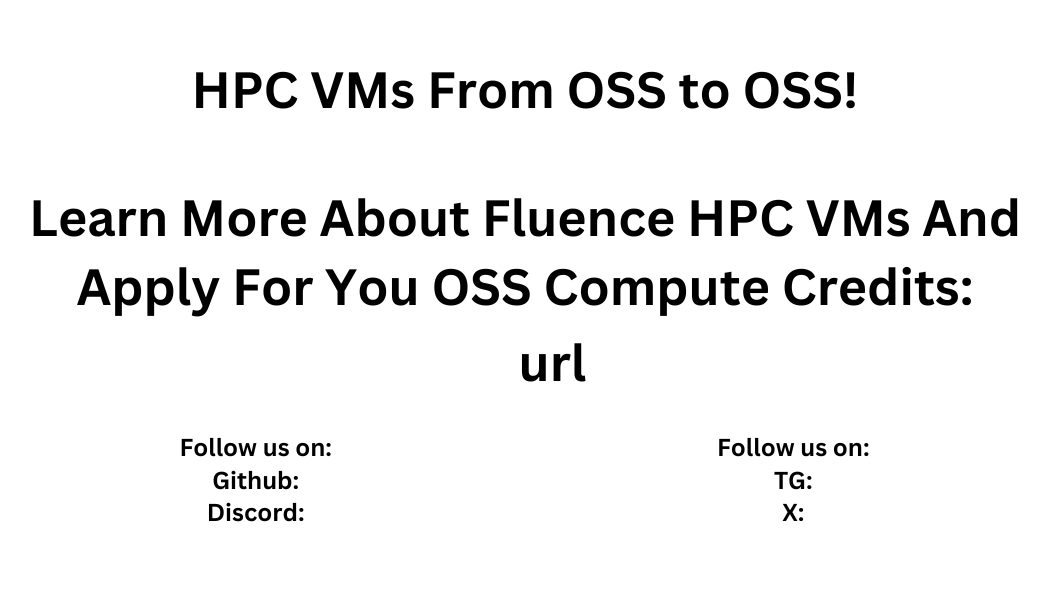 HPC VMs From OSS to OSS!
Learn More About Fluence HPC VMs And
Apply For You OSS Compute Credits:
url
Follow us on:
Github:
Discord:
Follow us on:
TG:
X: